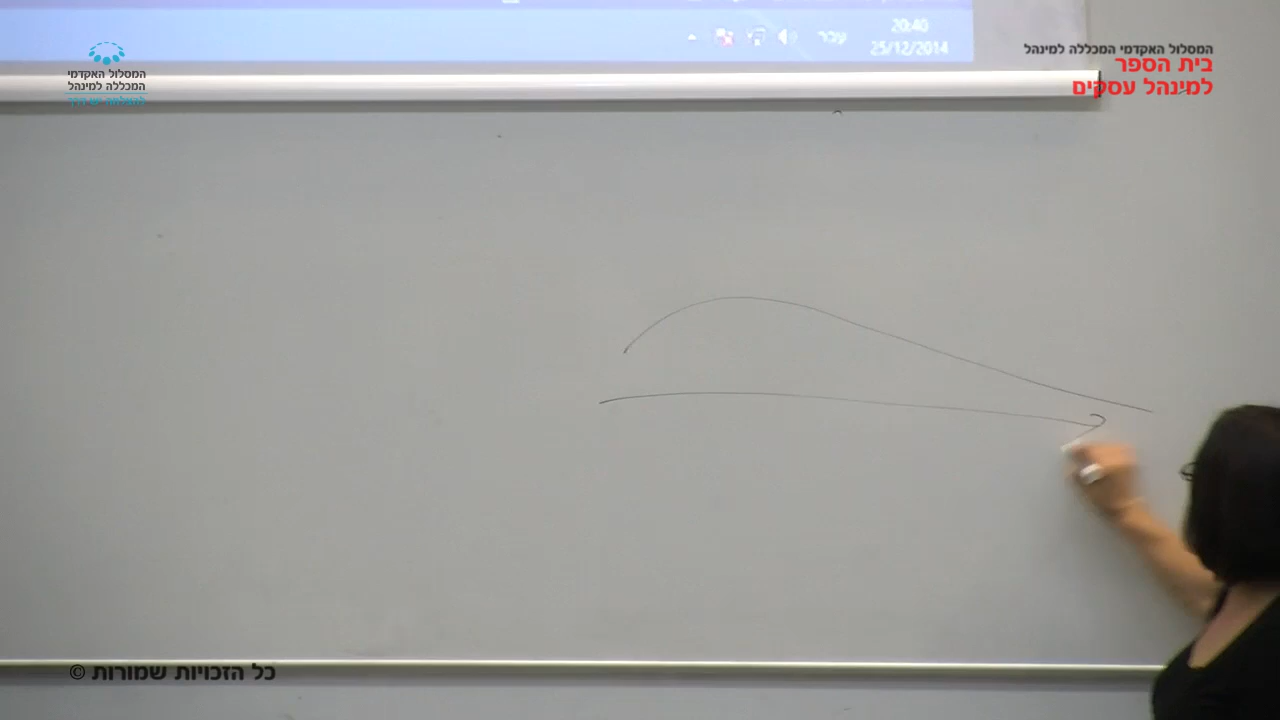 20:40
עבר
25/12/2014
המסלול האקדמי המכללה למינהל
בית הספר
למינהל עסקים
המסלול האקדמי
המכללה למינהל
כל הזכויות שמורות ©